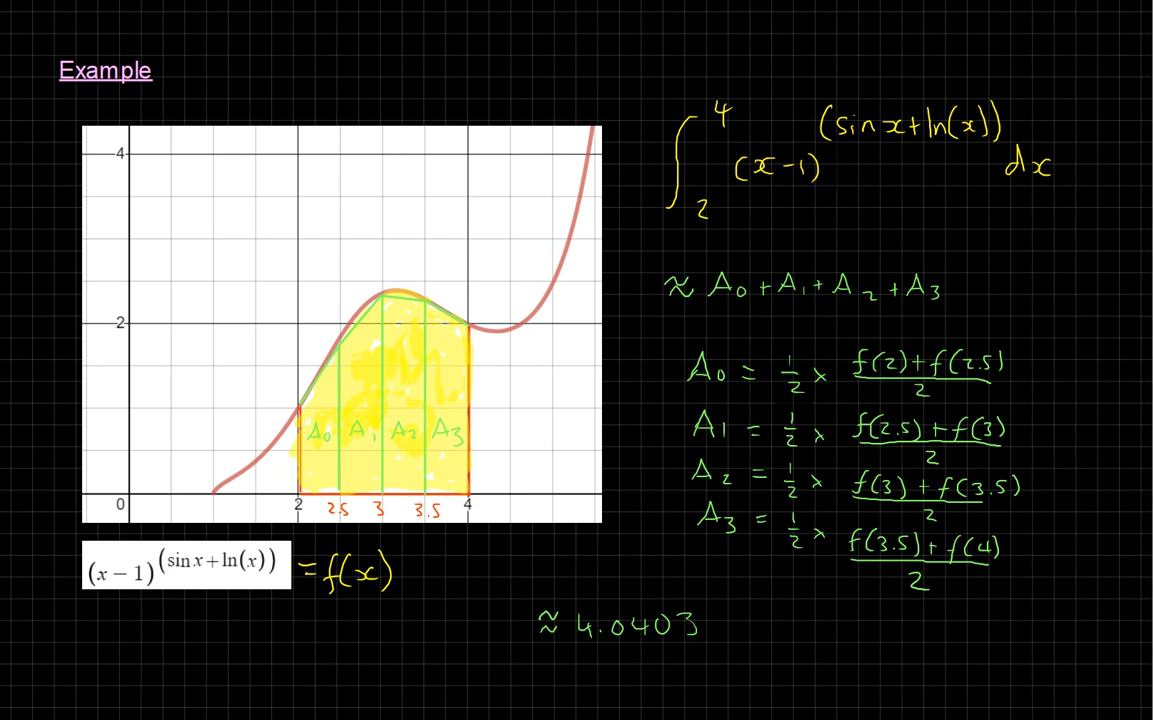 Example
∫₂⁴ (x-1)^(sin x + ln(x)) dx
≈ A₀ + A₁ + A₂ + A₃
A₀ = 1/2 × (f(2) + f(2.5))/2
A₁ = 1/2 × (f(2.5) + f(3))/2
A₂ = 1/2 × (f(3) + f(3.5))/2
A₃ = 1/2 × (f(3.5) + f(4))/2
4
2
A₀ A₁ A₂ A₃
0 2 2.5 3 3.5 4
(x − 1)^(sin x + ln(x)) = f(x)
≈ 4.0403